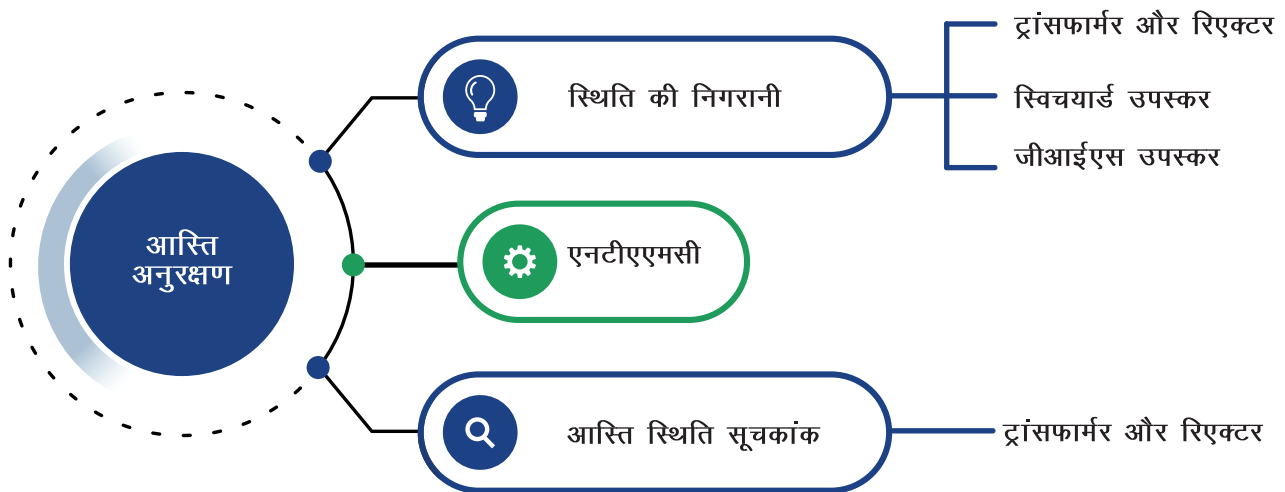 आस्ति
अनुरक्षण
स्थिति की निगरानी
ट्रांसफार्मर और रिएक्टर
स्विचयार्ड उपस्कर
जीआईएस उपस्कर
एनटीएएमसी
आस्ति स्थिति सूचकांक
ट्रांसफार्मर और रिएक्टर